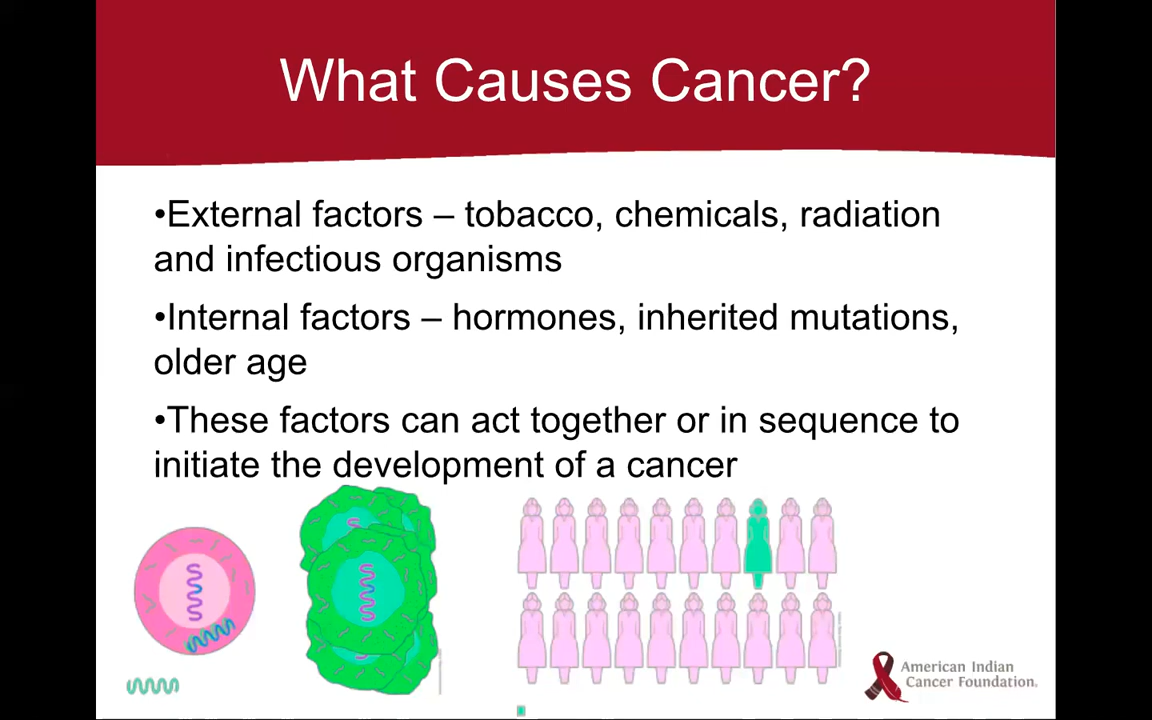 What Causes Cancer?
•External factors – tobacco, chemicals, radiation
and infectious organisms
•Internal factors – hormones, inherited mutations,
older age
•These factors can act together or in sequence to
initiate the development of a cancer
American Indian
Cancer Foundation.